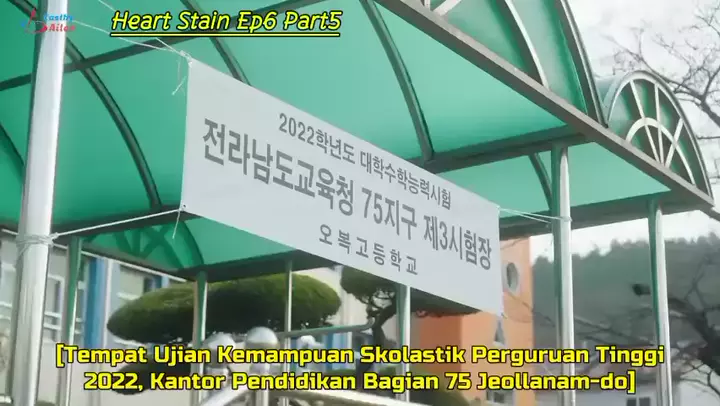 Heart Stain Ep6 Part5
2022학년도 대학수학능력시험
전라남도교육청 75지구 제3시험장
오복고등학교
[Tempat Ujian Kemampuan Skolastik Perguruan Tinggi
2022, Kantor Pendidikan Bagian 75 Jeollanam-do]